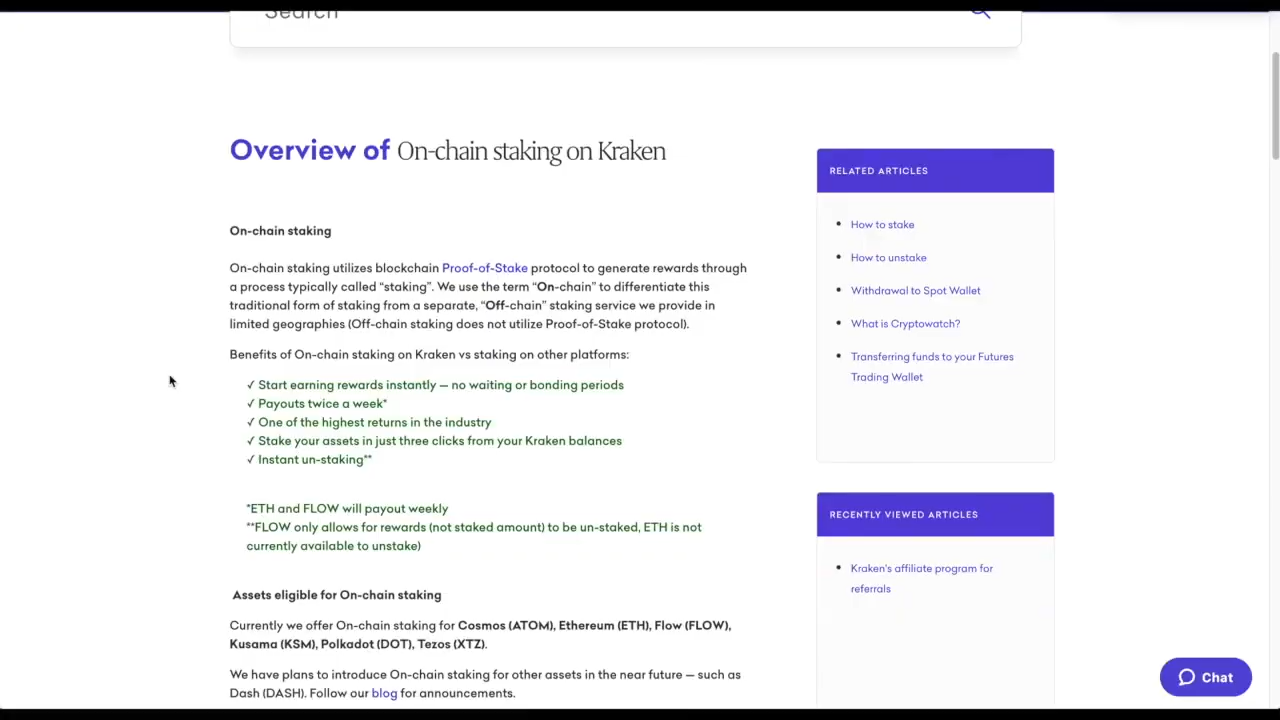 Search
Overview of On-chain staking on Kraken
On-chain staking
On-chain staking utilizes blockchain Proof-of-Stake protocol to generate rewards through
a process typically called “staking”. We use the term “On-chain” to differentiate this
traditional form of staking from a separate, “Off-chain” staking service we provide in
limited geographies (Off-chain staking does not utilize Proof-of-Stake protocol).
Benefits of On-chain staking on Kraken vs staking on other platforms:
✓ Start earning rewards instantly — no waiting or bonding periods
✓ Payouts twice a week*
✓ One of the highest returns in the industry
✓ Stake your assets in just three clicks from your Kraken balances
✓ Instant un-staking**
*ETH and FLOW will payout weekly
**FLOW only allows for rewards (not staked amount) to be un-staked, ETH is not
currently available to unstake)
Assets eligible for On-chain staking
Currently we offer On-chain staking for Cosmos (ATOM), Ethereum (ETH), Flow (FLOW),
Kusama (KSM), Polkadot (DOT), Tezos (XTZ).
We have plans to introduce On-chain staking for other assets in the near future — such as
Dash (DASH). Follow our blog for announcements.
RELATED ARTICLES
• How to stake
• How to unstake
• Withdrawal to Spot Wallet
• What is Cryptowatch?
• Transferring funds to your Futures
Trading Wallet
RECENTLY VIEWED ARTICLES
• Kraken's affiliate program for
referrals
Chat